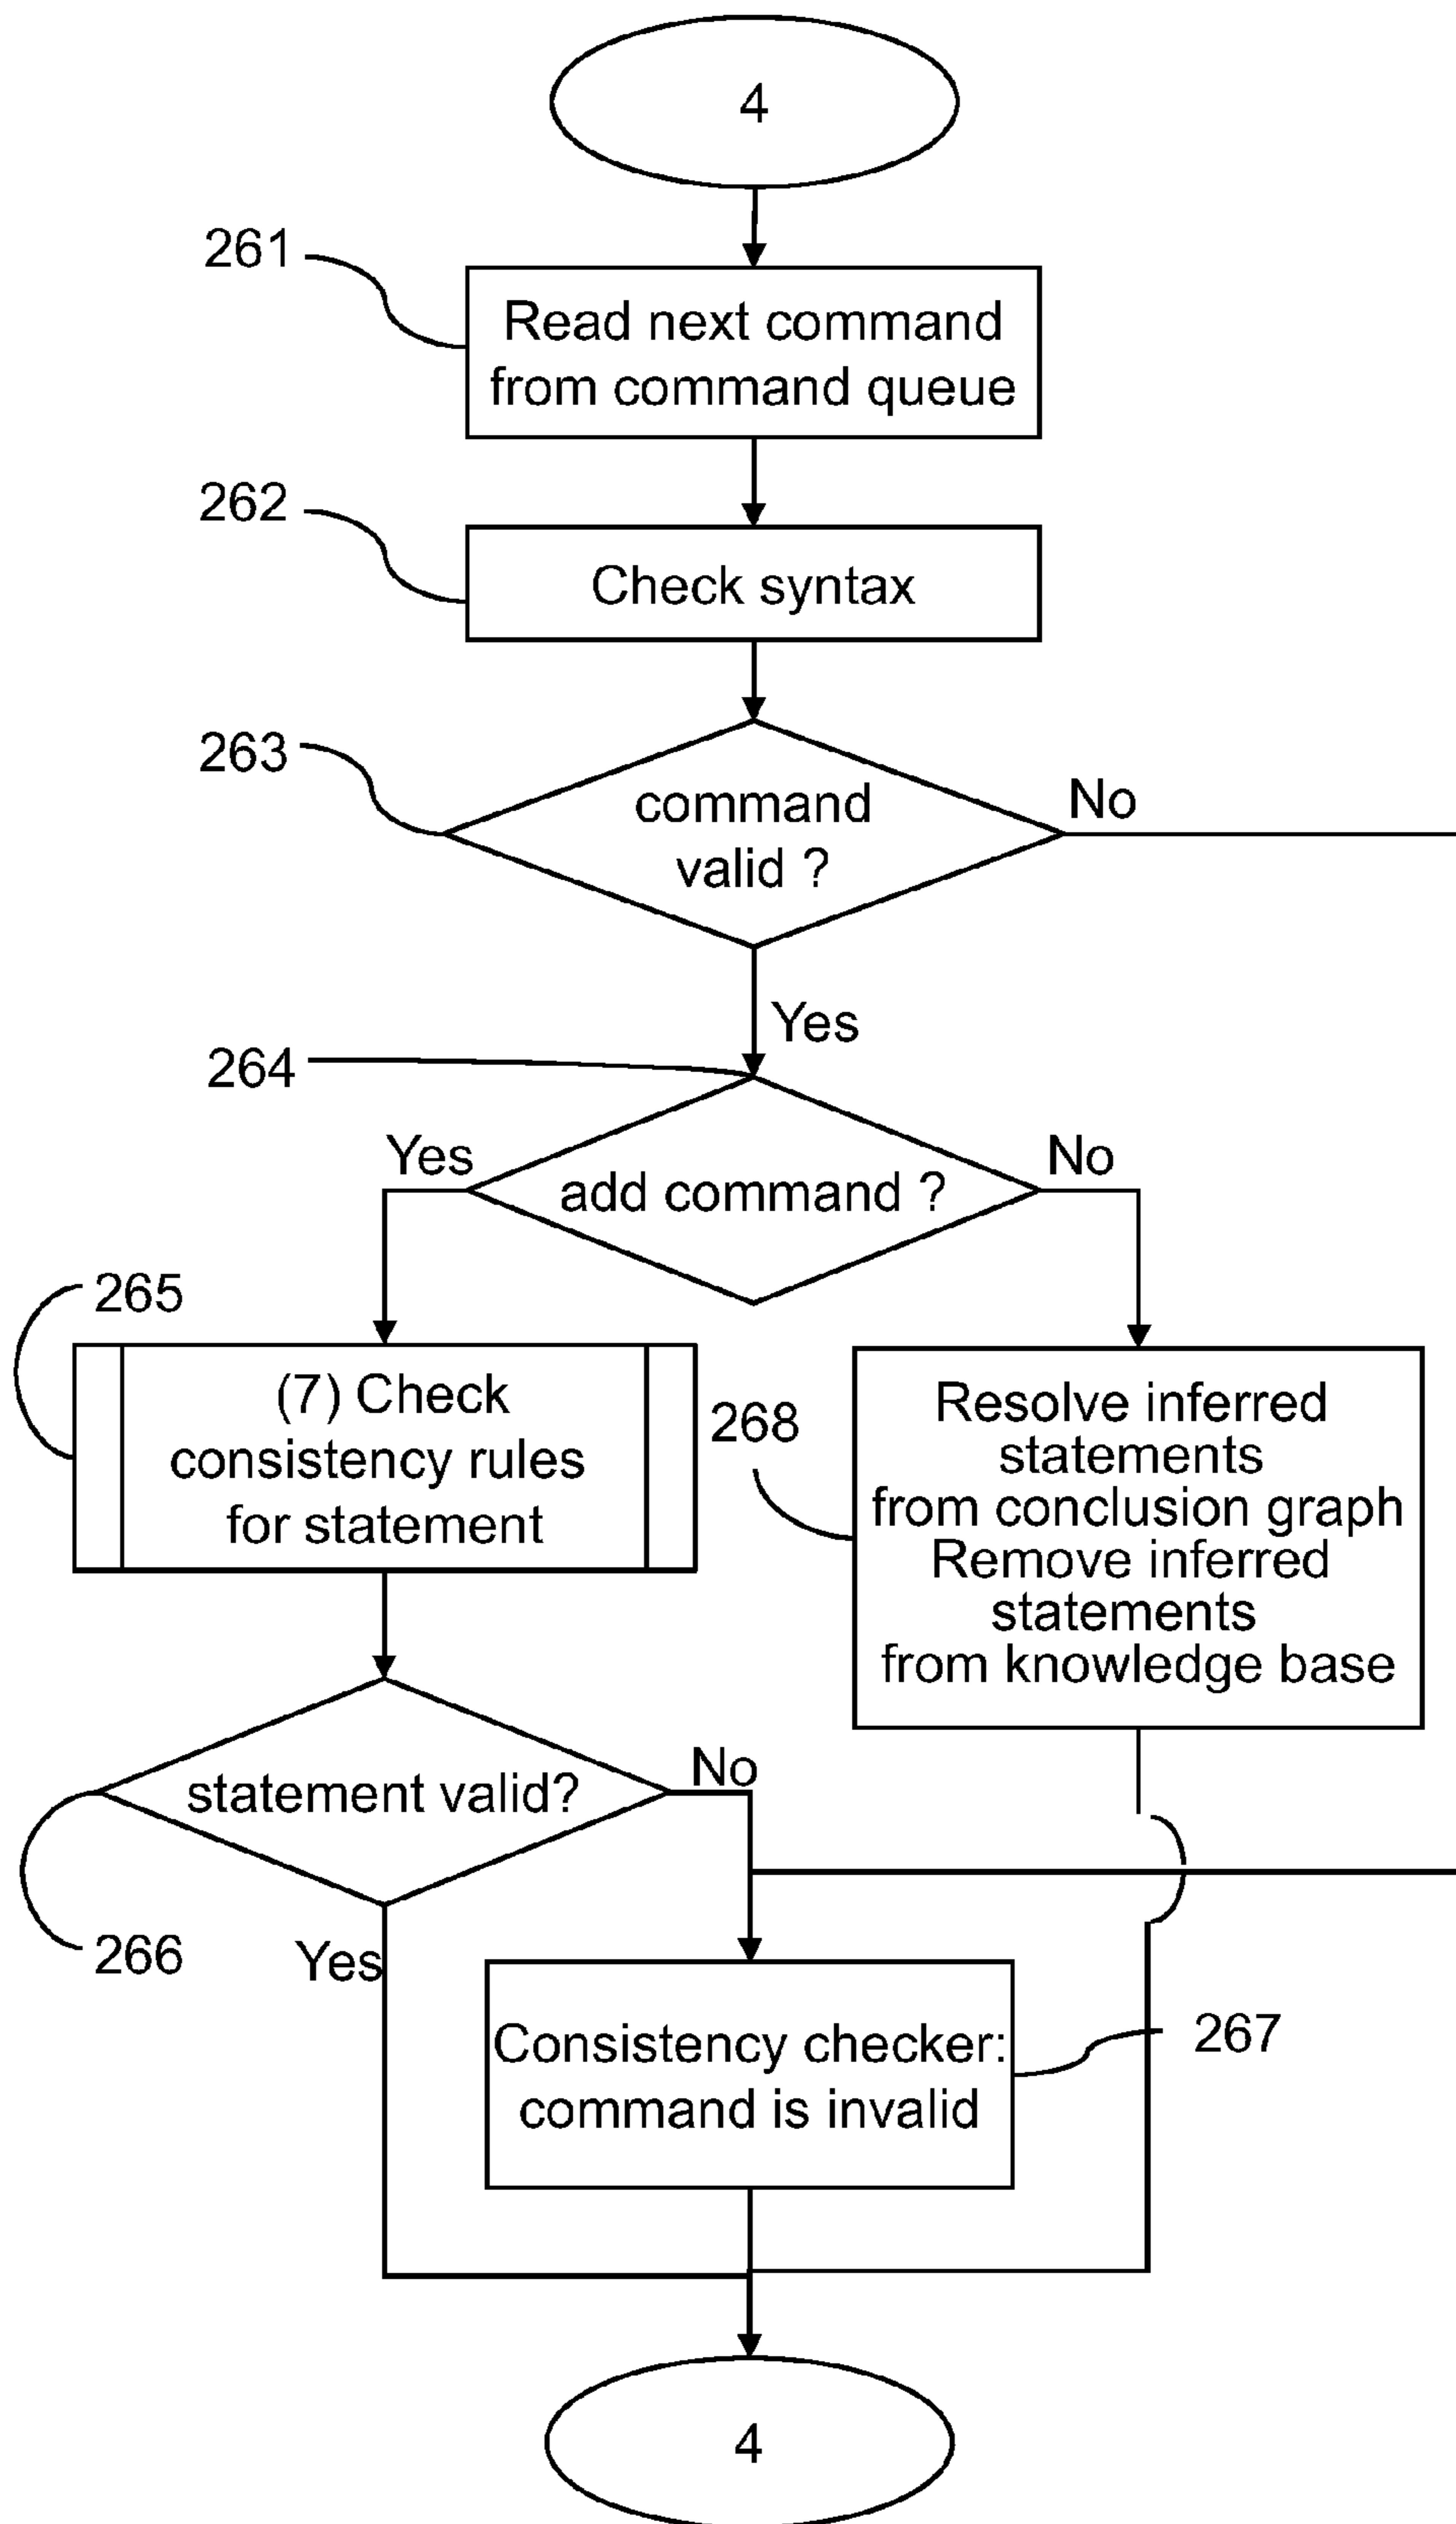 4
261
Read next command
from command queue
262
Check syntax
263
command
valid ?
No
Yes
264
Yes
add command ?
No
265
(7) Check
consistency rules
for statement
268
Resolve inferred
statements
from conclusion graph
Remove inferred
statements
from knowledge base
statement valid?
No
266
Yes
Consistency checker:
command is invalid
267
4